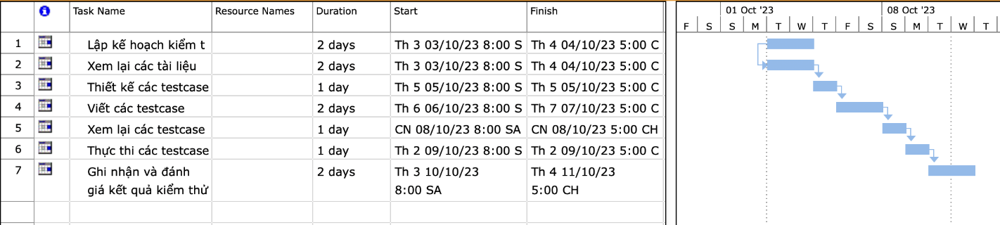 Task Name Resource Names Duration Start Finish 01 Oct '23 08 Oct '23
F S S M T W T F S S M T W T
1 Lập kế hoạch kiểm t 2 days Th 3 03/10/23 8:00 S Th 4 04/10/23 5:00 C
2 Xem lại các tài liệu 2 days Th 3 03/10/23 8:00 S Th 4 04/10/23 5:00 C
3 Thiết kế các testcase 1 day Th 5 05/10/23 8:00 S Th 5 05/10/23 5:00 C
4 Viết các testcase 2 days Th 6 06/10/23 8:00 S Th 7 07/10/23 5:00 C
5 Xem lại các testcase 1 day CN 08/10/23 8:00 SA CN 08/10/23 5:00 CH
6 Thực thi các testcase 1 day Th 2 09/10/23 8:00 S Th 2 09/10/23 5:00 C
7 Ghi nhận và đánh 2 days Th 3 10/10/23 Th 4 11/10/23
giá kết quả kiểm thử 8:00 SA 5:00 CH